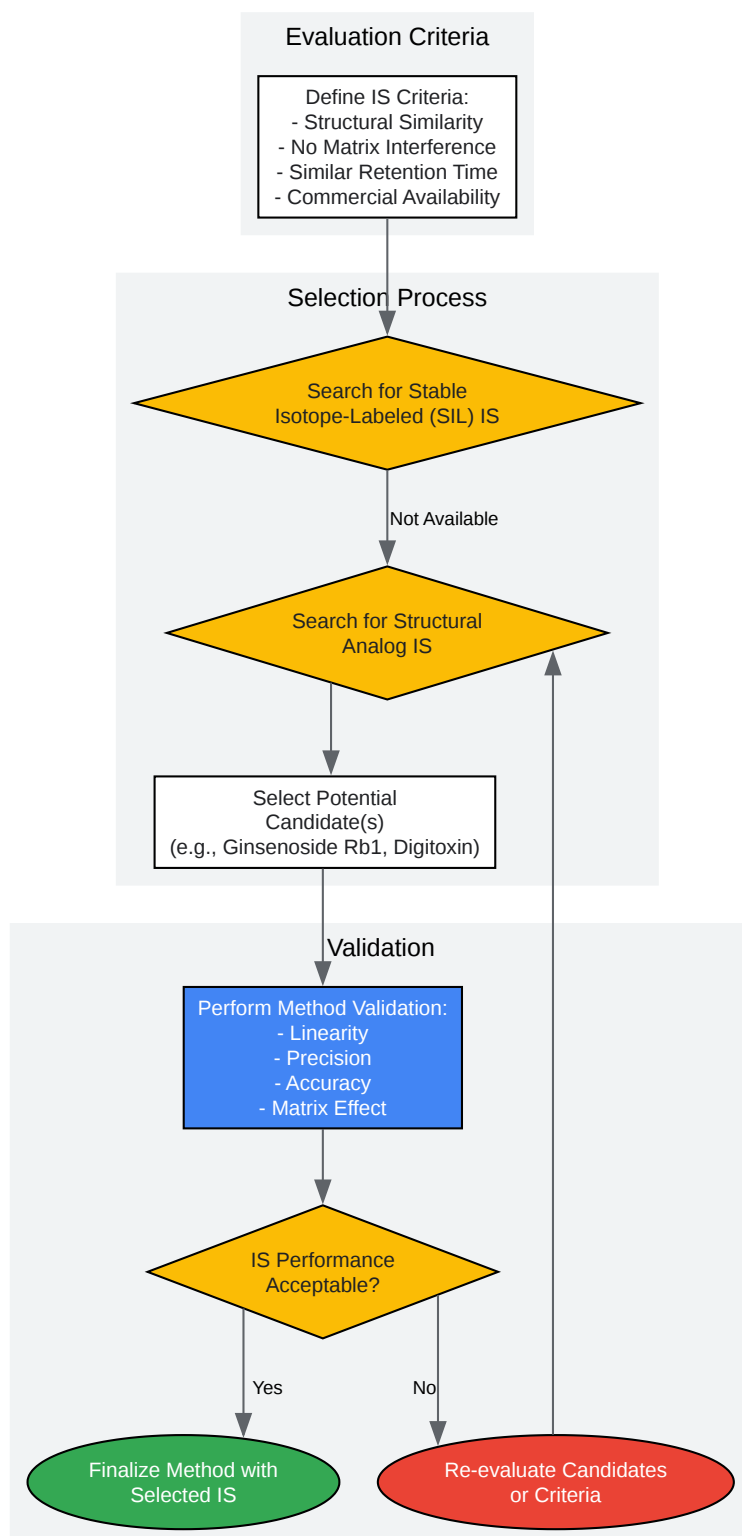 Evaluation Criteria
Define IS Criteria:
- Structural Similarity
- No Matrix Interference
- Similar Retention Time
- Commercial Availability
Selection Process
Search for Stable
Isotope-Labeled (SIL) IS
Not Available
Search for Structural
Analog IS
Select Potential
Candidate(s)
(e.g., Ginsenoside Rb1, Digitoxin)
Validation
Perform Method Validation:
- Linearity
- Precision
- Accuracy
- Matrix Effect
IS Performance
Acceptable?
Yes
No
Finalize Method with
Selected IS
Re-evaluate Candidates
or Criteria